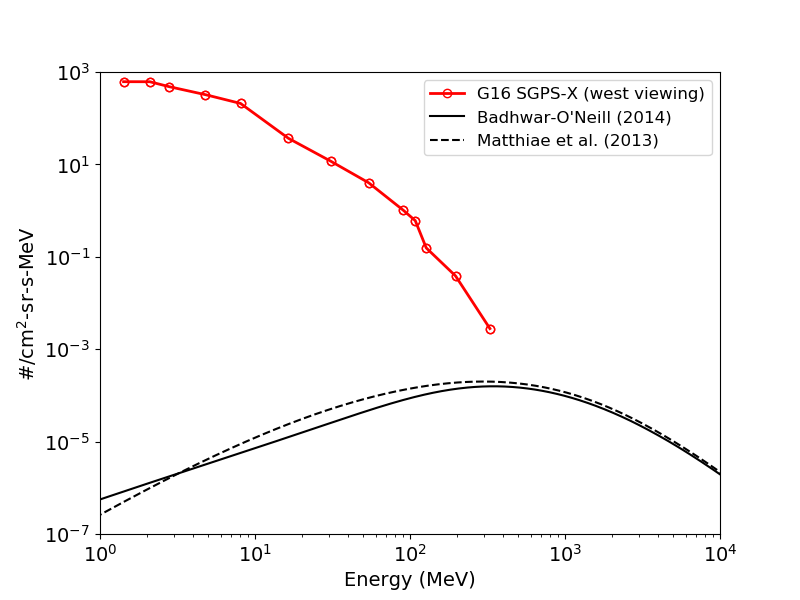 10³
10¹
10⁻¹
10⁻³
10⁻⁵
10⁻⁷
#/cm²-sr-s-MeV
G16 SGPS-X (west viewing)
Badhwar-O'Neill (2014)
Matthiae et al. (2013)
10⁰ 10¹ 10² 10³ 10⁴
Energy (MeV)